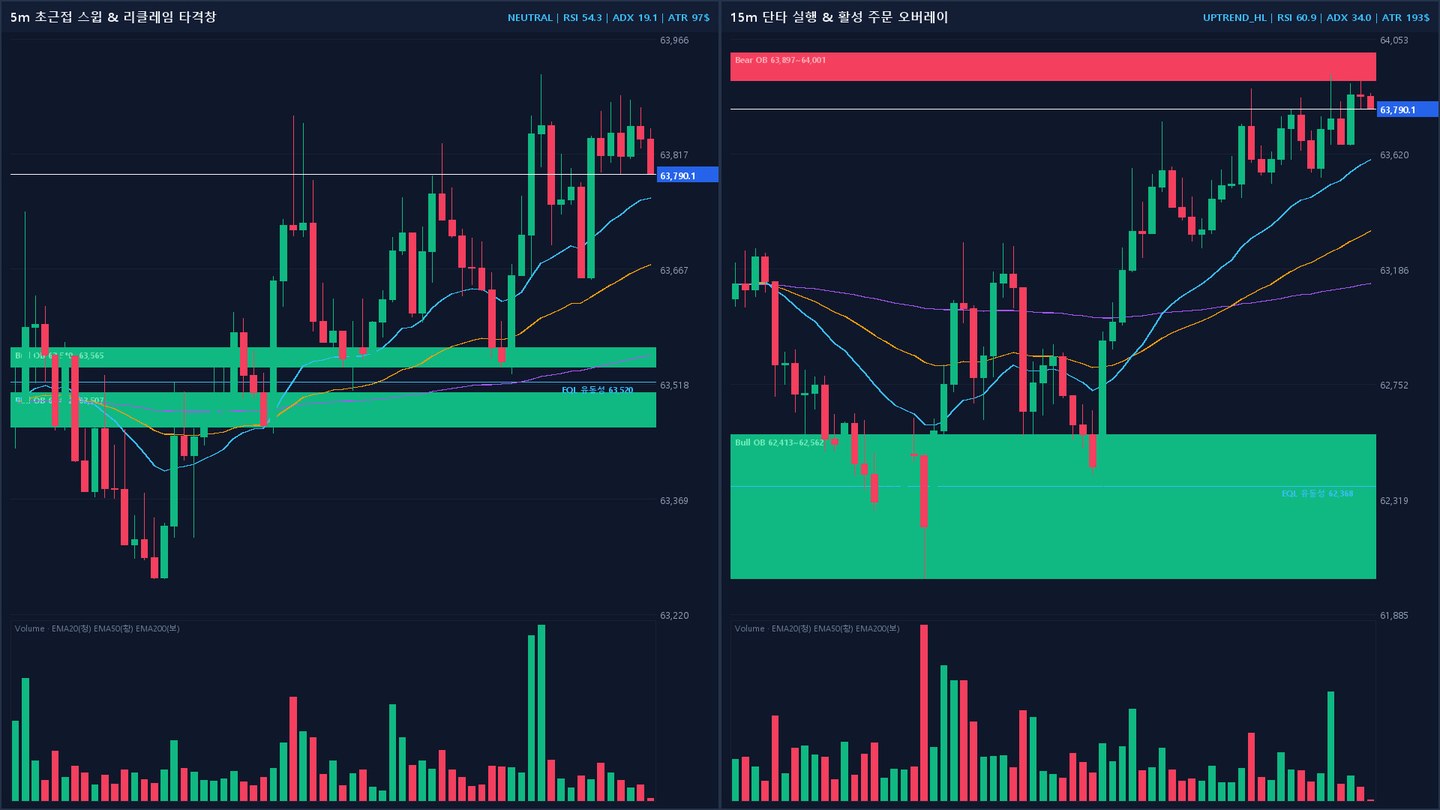 5m 초근접 스윕 & 리클레임 타격창
NEUTRAL | RSI 54.3 | ADX 19.1 | ATR 97$
63,966
63,817
63,790.1
63,667
63,565
EQL 유동성 63,520
63,518
63,507
63,369
63,220
Volume · EMA20(청) EMA50(황) EMA200(보)
15m 단타 실행 & 활성 주문 오버레이
UPTREND_HL | RSI 60.9 | ADX 34.0 | ATR 193$
64,053
Bear OB 63,897~64,001
63,790.1
63,620
63,186
62,752
Bull OB 62,413~62,562
EQL 유동성 62,368
62,319
61,885
Volume · EMA20(청) EMA50(황) EMA200(보)